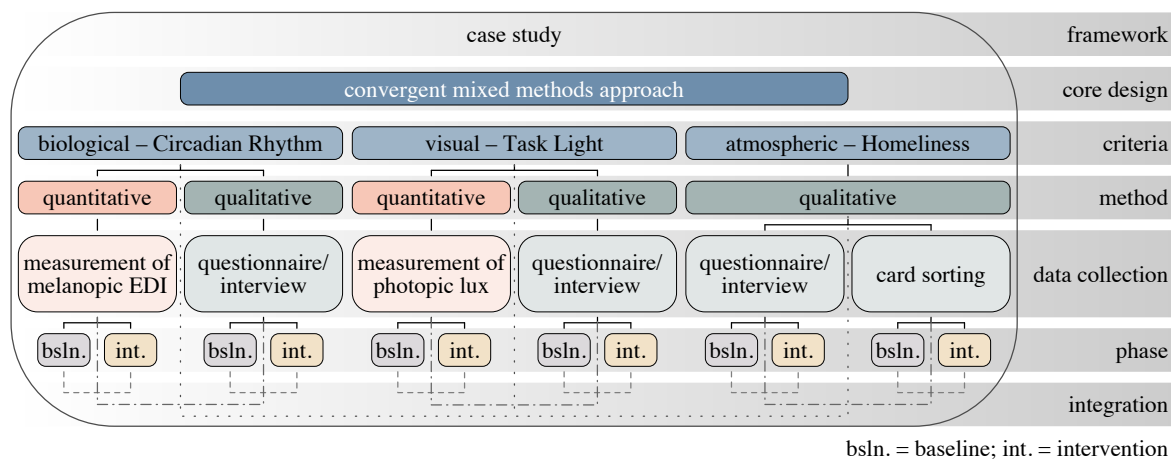 case study framework
convergent mixed methods approach core design
biological – Circadian Rhythm visual – Task Light atmospheric – Homeliness criteria
quantitative qualitative quantitative qualitative qualitative method
measurement of melanopic EDI
questionnaire/ interview
measurement of photopic lux
questionnaire/ interview
questionnaire/ interview
card sorting
data collection
bsln. int. bsln. int. bsln. int. bsln. int. bsln. int. bsln. int. phase
integration
bsln. = baseline; int. = intervention